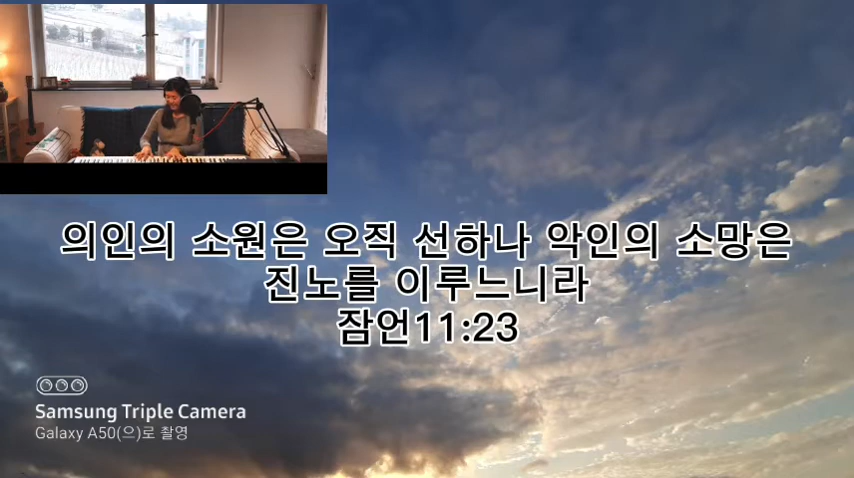 의인의 소원은 오직 선하나 악인의 소망은
진노를 이루느니라
잠언11:23
Samsung Triple Camera
Galaxy A50(으)로 촬영